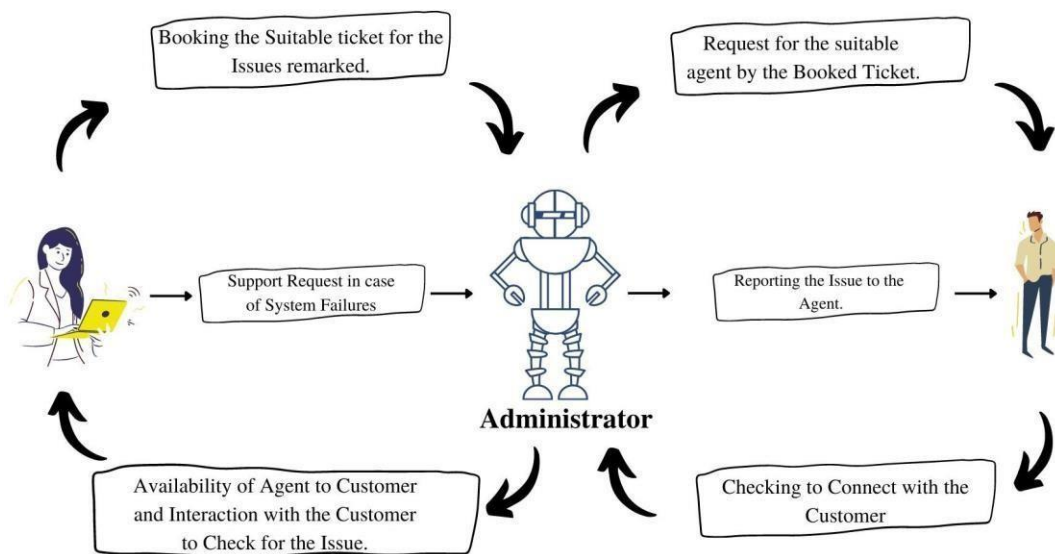 Booking the Suitable ticket for the
Issues remarked.
Request for the suitable
agent by the Booked Ticket.
Support Request in case
of System Failures
Reporting the Issue to the
Agent.
Administrator
Availability of Agent to Customer
and Interaction with the Customer
to Check for the Issue.
Checking to Connect with the
Customer